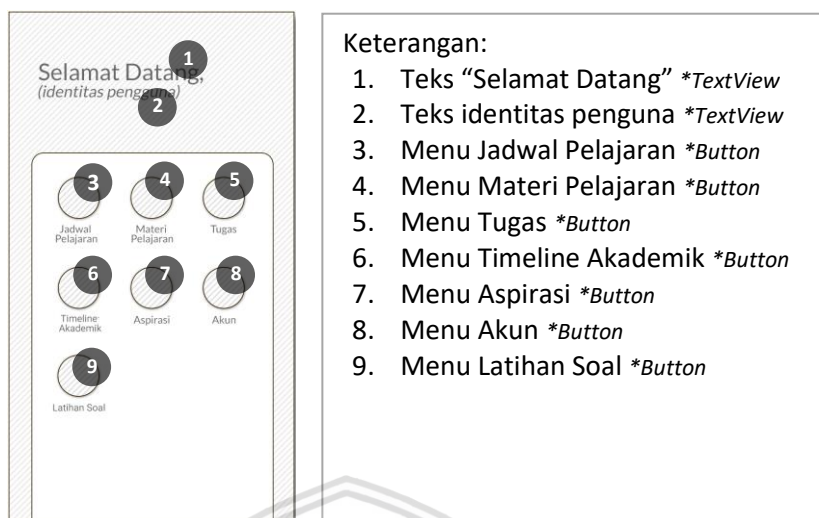 Selamat Datang,
(identitas pengguna)
1
2
3
4
5
Jadwal
Pelajaran
Materi
Pelajaran
Tugas
6
7
8
Timeline
Akademik
Aspirasi
Akun
9
Latihan Soal
Keterangan:
1. Teks “Selamat Datang” *TextView
2. Teks identitas penguna *TextView
3. Menu Jadwal Pelajaran *Button
4. Menu Materi Pelajaran *Button
5. Menu Tugas *Button
6. Menu Timeline Akademik *Button
7. Menu Aspirasi *Button
8. Menu Akun *Button
9. Menu Latihan Soal *Button